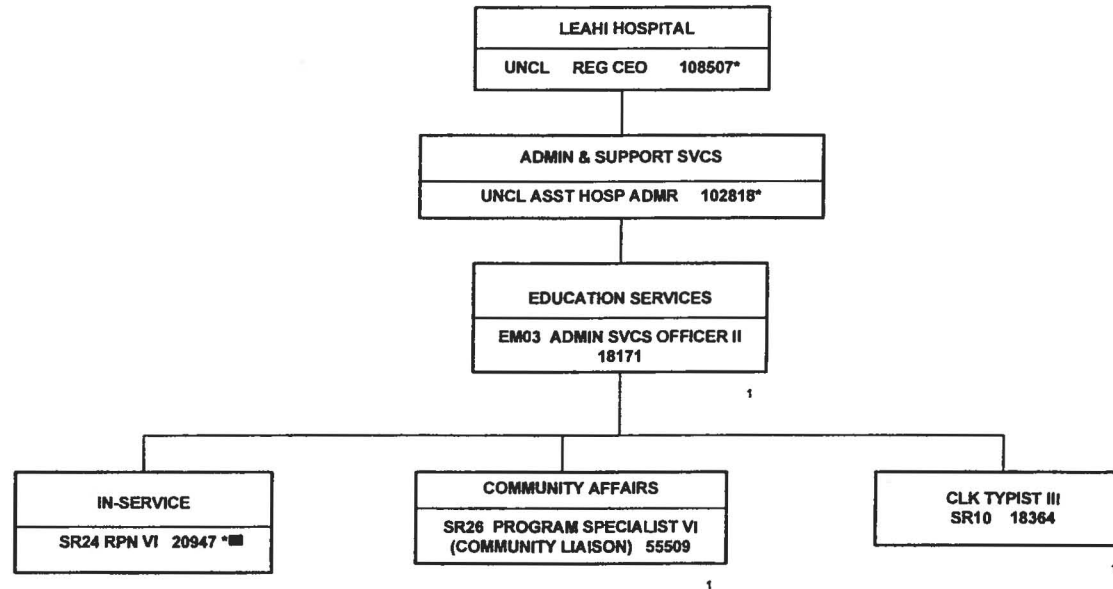 LEAHI HOSPITAL
UNCL REG CEO 108507*
ADMIN & SUPPORT SVCS
UNCL ASST HOSP ADMR 102818*
EDUCATION SERVICES
EM03 ADMIN SVCS OFFICER II
18171
1
IN-SERVICE
SR24 RPN VI 20947 *■
COMMUNITY AFFAIRS
SR26 PROGRAM SPECIALIST VI
(COMMUNITY LIAISON) 55509
1
CLK TYPIST III
SR10 18364
1